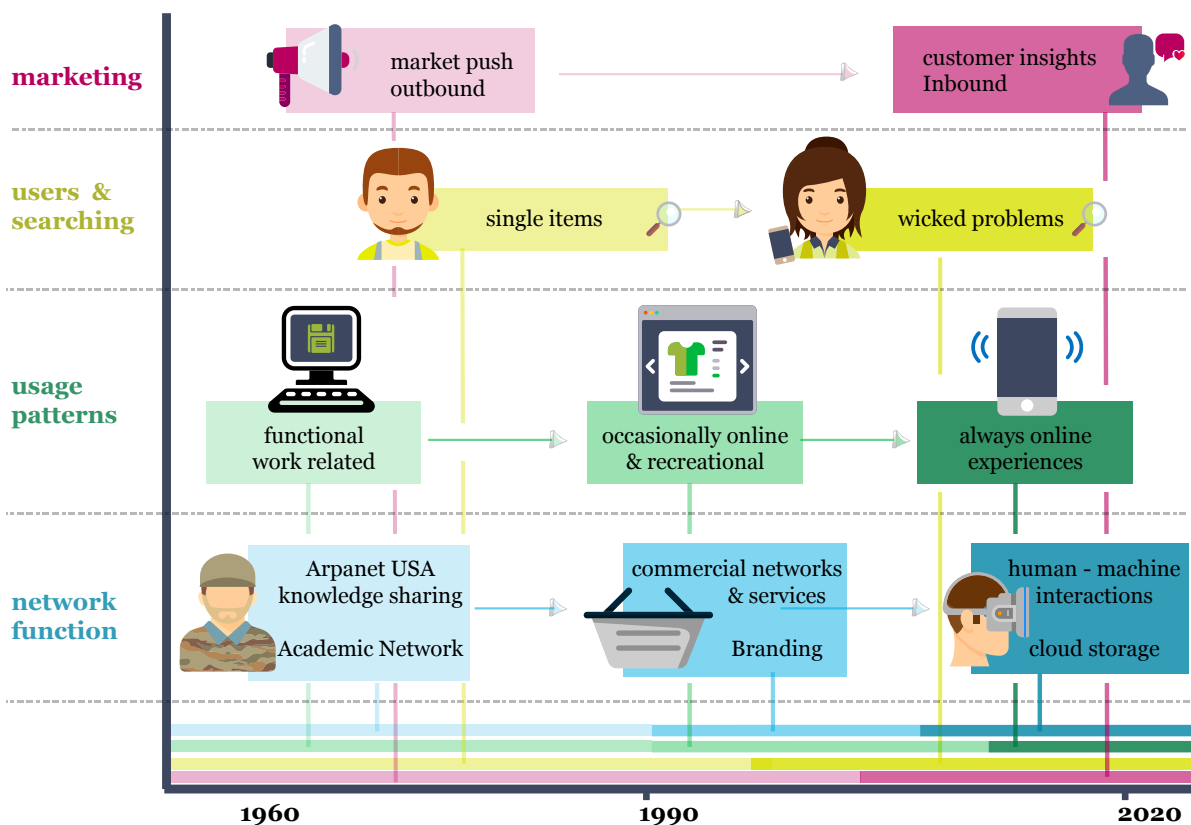 marketing
market push
outbound
customer insights
Inbound
users &
searching
single items
wicked problems
usage
patterns
functional
work related
occasionally online
& recreational
always online
experiences
network
function
Arpanet USA
knowledge sharing
Academic Network
commercial networks
& services
Branding
human - machine
interactions
cloud storage
1960
1990
2020